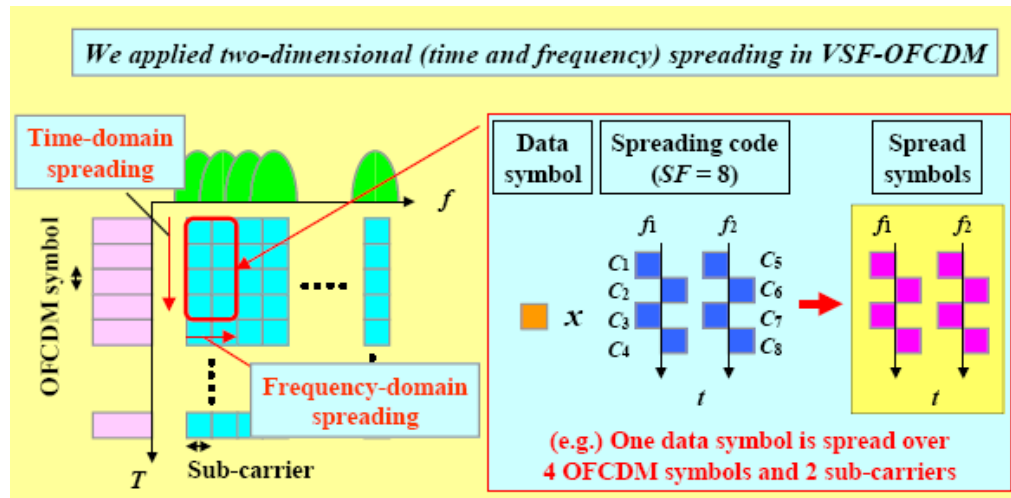 We applied two-dimensional (time and frequency) spreading in VSF-OFCDM
Time-domain
spreading
f
OFCDM symbol
Frequency-domain
spreading
Sub-carrier
T
Data
symbol
Spreading code
(SF = 8)
Spread
symbols
f1
f2
f1
f2
C1
C5
C2
C6
x
C3
C7
C4
C8
t
t
(e.g.) One data symbol is spread over
4 OFCDM symbols and 2 sub-carriers